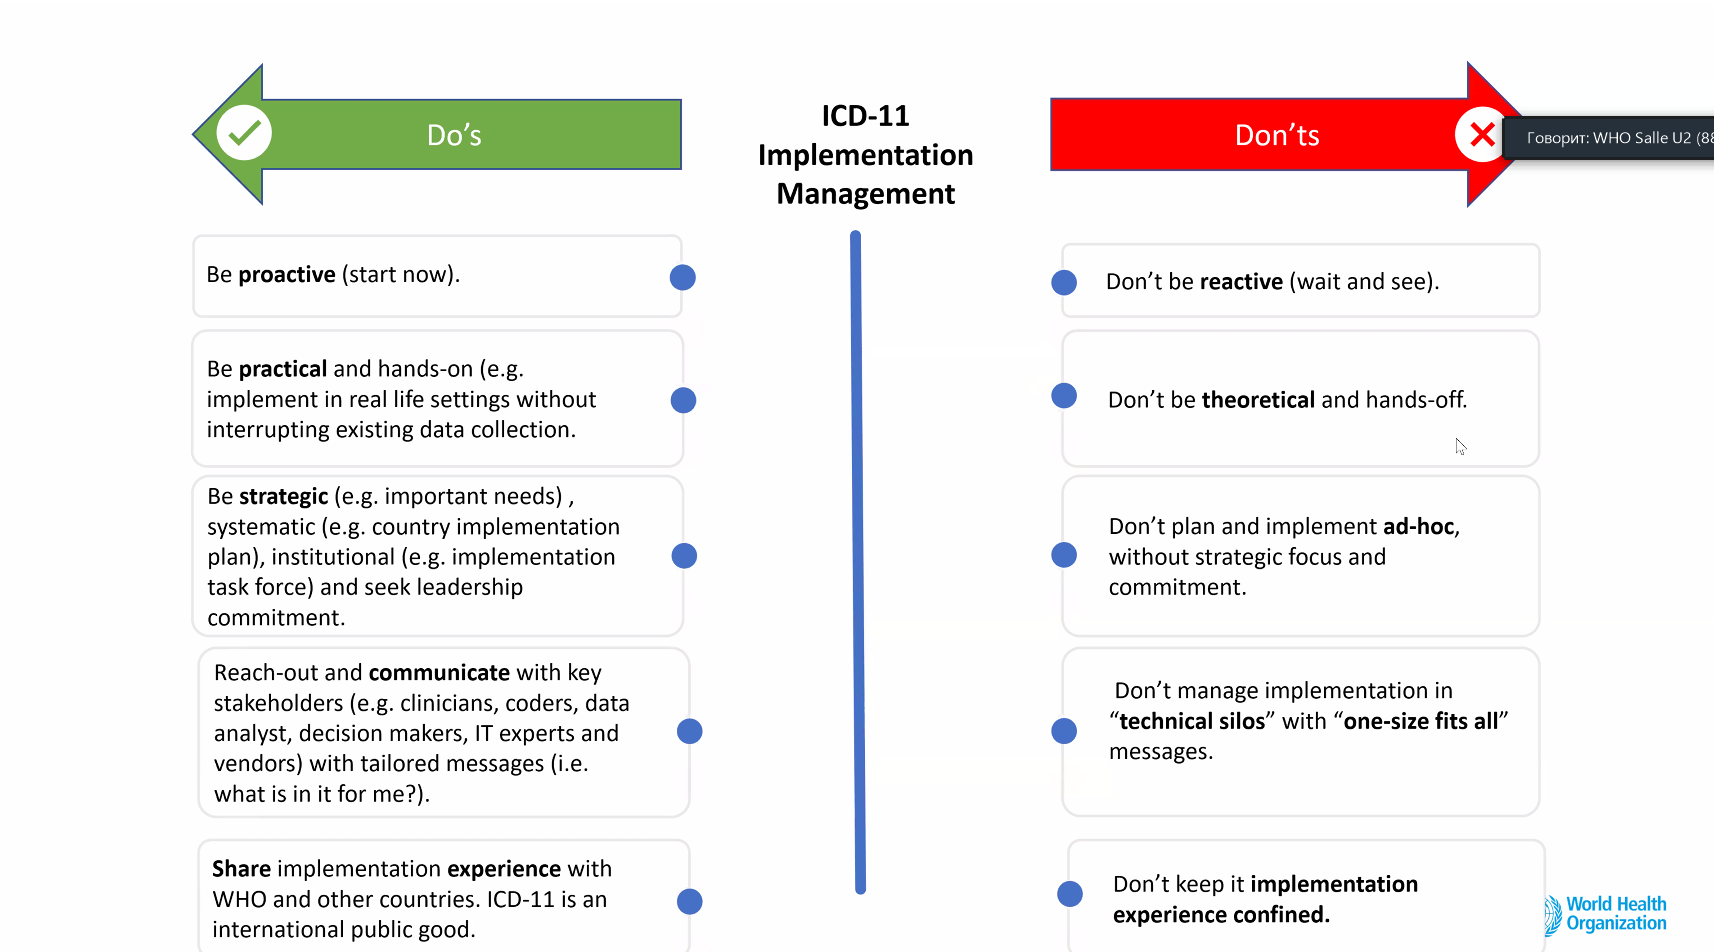 Do’s
ICD-11
Implementation
Management
Don’ts
Говорит: WHO Salle U2 (88
Be proactive (start now).
Don’t be reactive (wait and see).
Be practical and hands-on (e.g.
implement in real life settings without
interrupting existing data collection.
Don’t be theoretical and hands-off.
Be strategic (e.g. important needs) ,
systematic (e.g. country implementation
plan), institutional (e.g. implementation
task force) and seek leadership
commitment.
Don’t plan and implement ad-hoc,
without strategic focus and
commitment.
Reach-out and communicate with key
stakeholders (e.g. clinicians, coders, data
analyst, decision makers, IT experts and
vendors) with tailored messages (i.e.
what is in it for me?).
Don’t manage implementation in
“technical silos” with “one-size fits all”
messages.
Share implementation experience with
WHO and other countries. ICD-11 is an
international public good.
Don’t keep it implementation
experience confined.
World Health
Organization